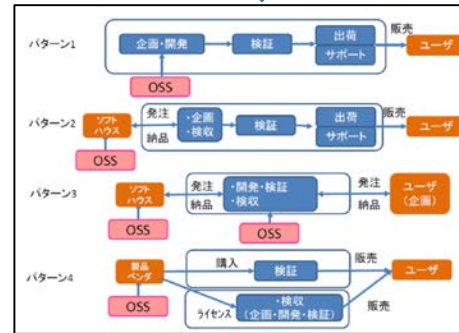 販売
パターン1
企画・開発
検証
出荷
サポート
ユーザ
OSS
パターン2
ソフト
ハウス
発注
納品
・企画
・検収
検証
出荷
サポート
販売
ユーザ
OSS
パターン3
ソフト
ハウス
発注
納品
・開発・検証
・検収
発注
納品
ユーザ
(企画)
OSS
OSS
パターン4
製品
ベンダ
購入
検証
販売
ユーザ
OSS
ライセンス
・検収
(企画・開発・検証)
販売